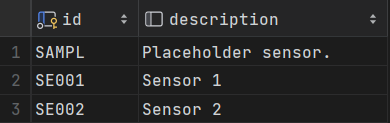 id description
1 SAMPL Placeholder sensor.
2 SE001 Sensor 1
3 SE002 Sensor 2